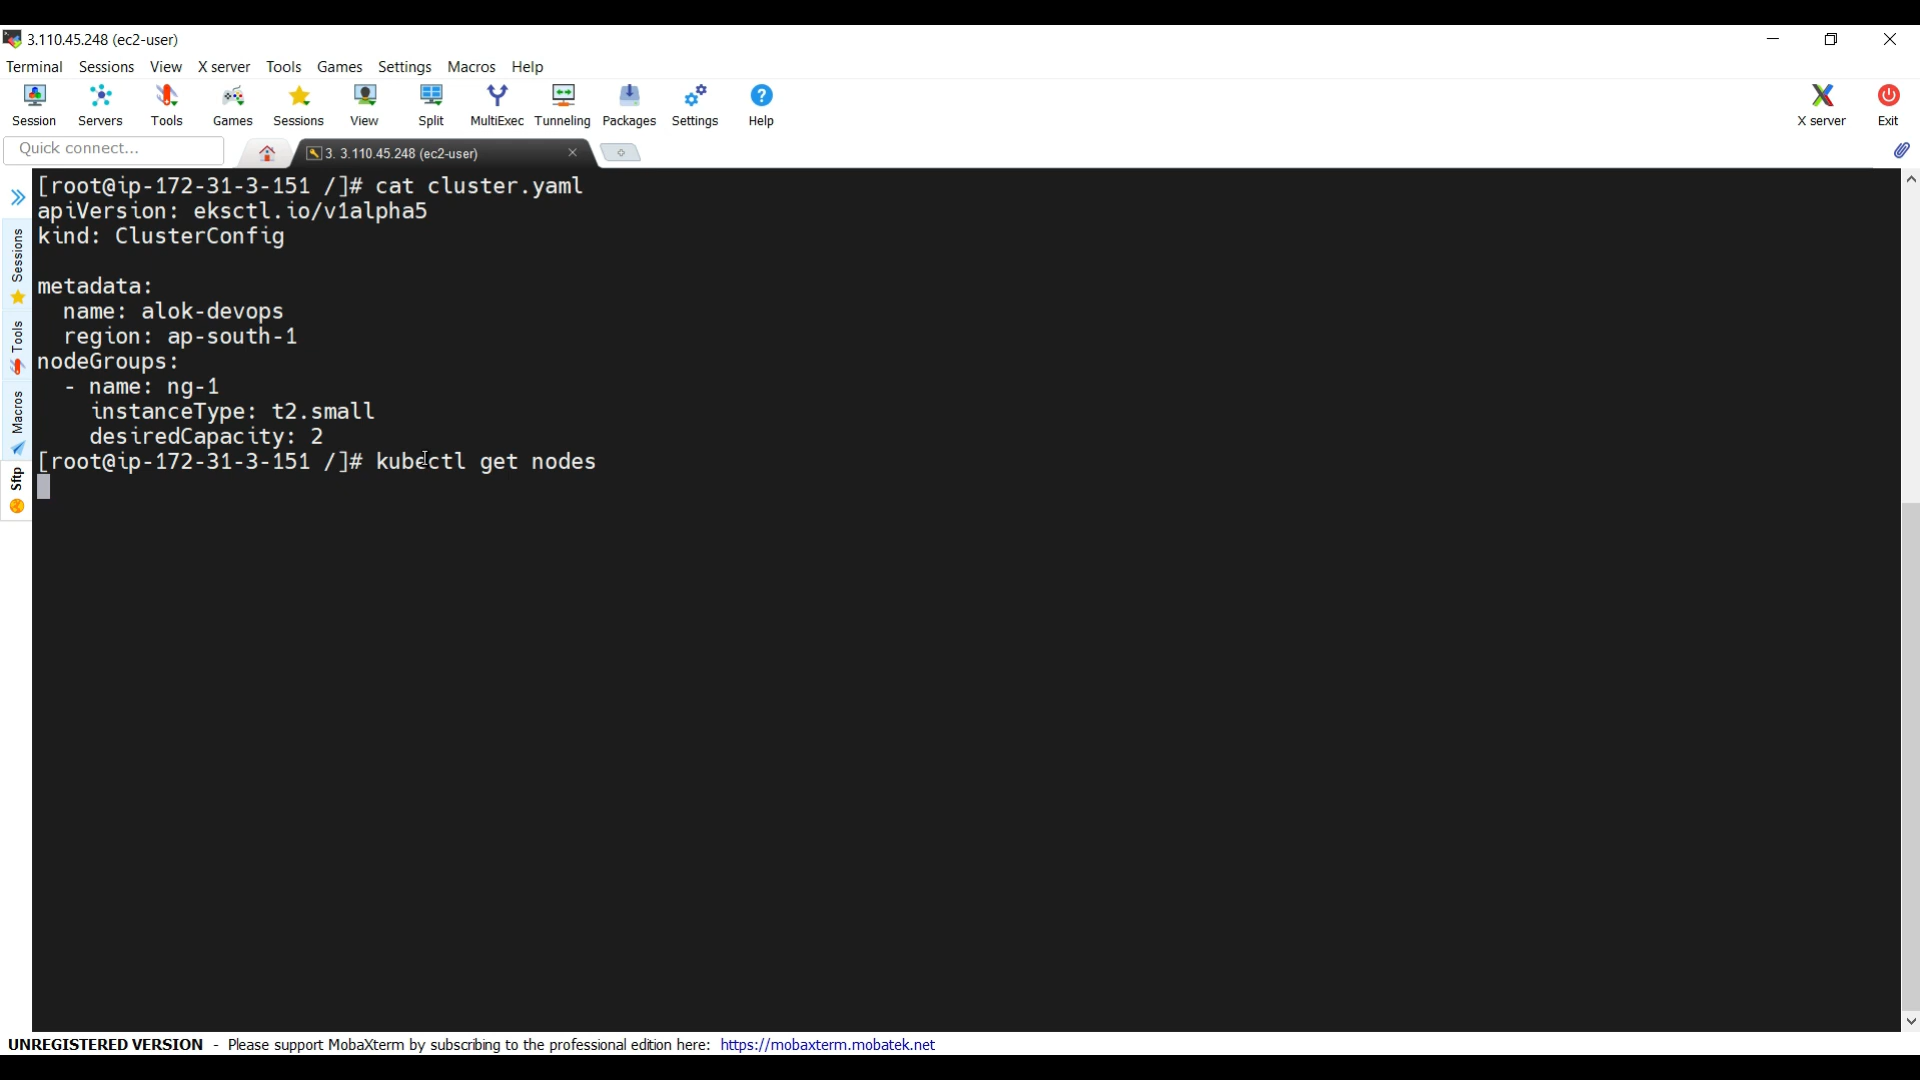 3.110.45.248 (ec2-user)
Terminal Sessions View X server Tools Games Settings Macros Help
Session Servers Tools Games Sessions View Split MultiExec Tunneling Packages Settings Help X server Exit
Quick connect...
3. 3.110.45.248 (ec2-user)
Sessions
Tools
Macros
Sftp
[root@ip-172-31-3-151 /]# cat cluster.yaml
apiVersion: eksctl.io/v1alpha5
kind: ClusterConfig
metadata:
  name: alok-devops
  region: ap-south-1
nodeGroups:
  - name: ng-1
    instanceType: t2.small
    desiredCapacity: 2
[root@ip-172-31-3-151 /]# kubectl get nodes
UNREGISTERED VERSION - Please support MobaXterm by subscribing to the professional edition here: https://mobaxterm.mobatek.net